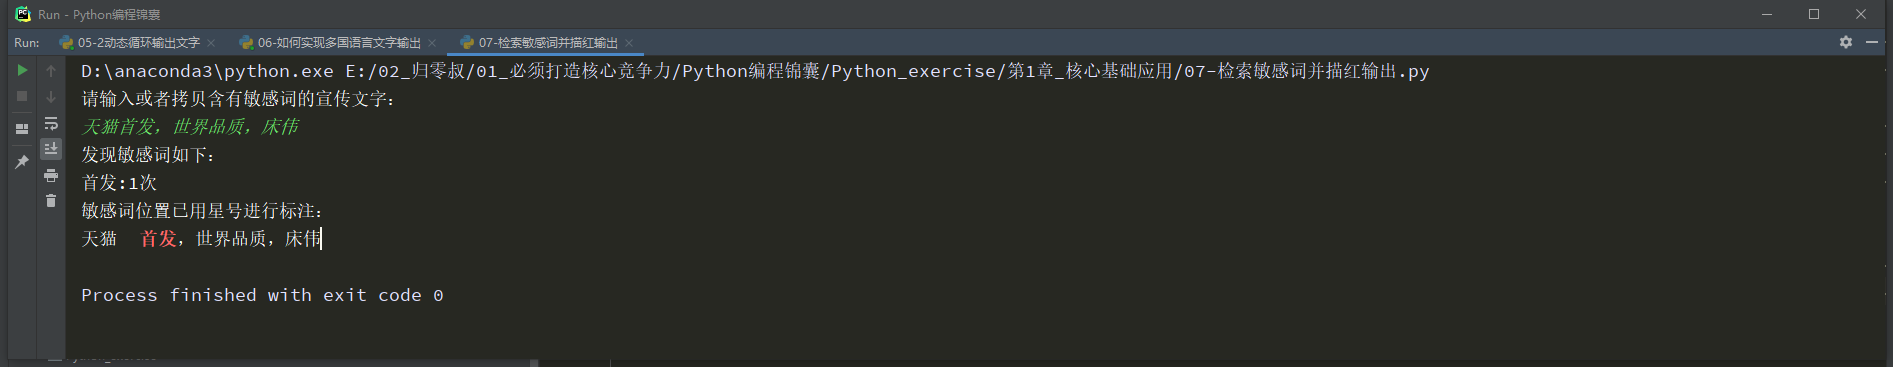 Run - Python编程锦囊
Run: 05-2动态循环输出文字 06-如何实现多国语言文字输出 07-检索敏感词并描红输出
D:\anaconda3\python.exe E:/02_归零叔/01_必须打造核心竞争力/Python编程锦囊/Python_exercise/第1章_核心基础应用/07-检索敏感词并描红输出.py
请输入或者拷贝含有敏感词的宣传文字：
天猫首发，世界品质，床伟
发现敏感词如下：
首发:1次
敏感词位置已用星号进行标注：
天猫 首发，世界品质，床伟
Process finished with exit code 0